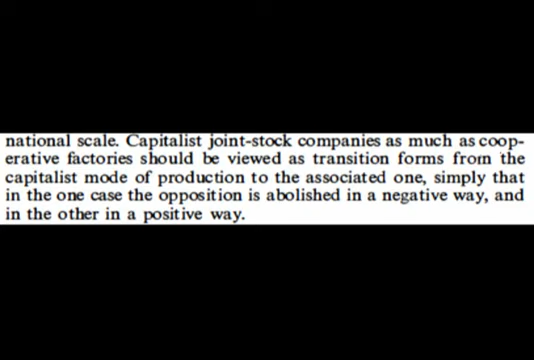 national scale. Capitalist joint-stock companies as much as coop-
erative factories should be viewed as transition forms from the
capitalist mode of production to the associated one, simply that
in the one case the opposition is abolished in a negative way, and
in the other in a positive way.